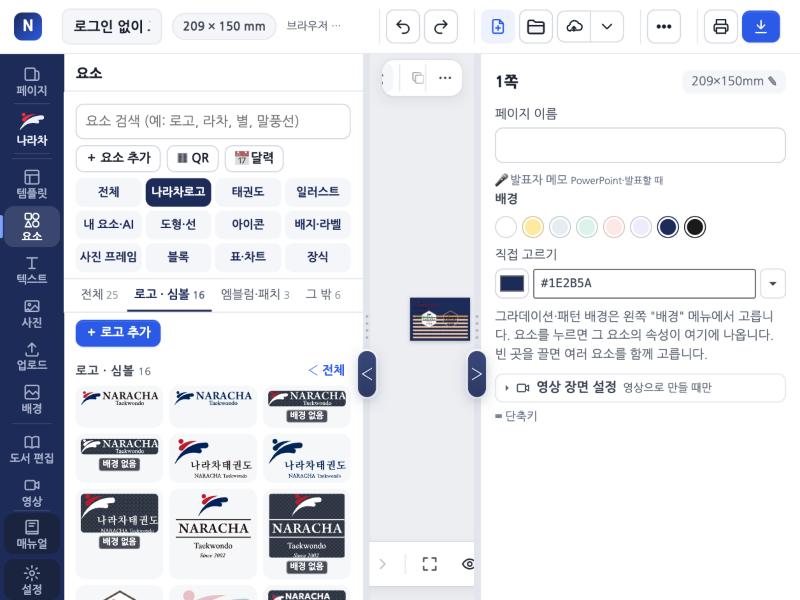 N
로그인 없이 .
209 × 150 mm
브라우저 ···
요소
1쪽
209×150mm
페이지
나라차
템플릿
요소
텍스트
사진
업로드
배경
도서 편집
영상
매뉴얼
설정
요소 검색 (예: 로고, 라차, 별, 말풍선)
+ 요소 추가
QR
달력
전체
나라차로고
태권도
일러스트
내 요소·AI
도형·선
아이콘
배지·라벨
사진 프레임
블록
표·차트
장식
전체 25
로고 · 심볼 16
엠블럼·패치 3
그 밖 6
+ 로고 추가
로고 · 심볼 16
< 전체
NARACHA
Taekwondo
NARACHA
Taekwondo
NARACHA
Taekwondo
배경 없음
NARACHA
Taekwondo
배경 없음
나라차태권도
NARACHA Taekwondo
나라차태권도
NARACHA Taekwondo
나라차태권도
NARACHA Taekwondo
배경 없음
NARACHA
Taekwondo
Since 2002
NARACHA
Taekwondo
Since 2002
배경 없음
NARACHA
페이지 이름
발표자 메모 PowerPoint·발표할 때
배경
직접 고르기
#1E2B5A
그라데이션·패턴 배경은 왼쪽 "배경" 메뉴에서 고릅니
다. 요소를 누르면 그 요소의 속성이 여기에 나옵니다.
빈 곳을 끌면 여러 요소를 함께 고릅니다.
영상 장면 설정 영상으로 만들 때만
단축키